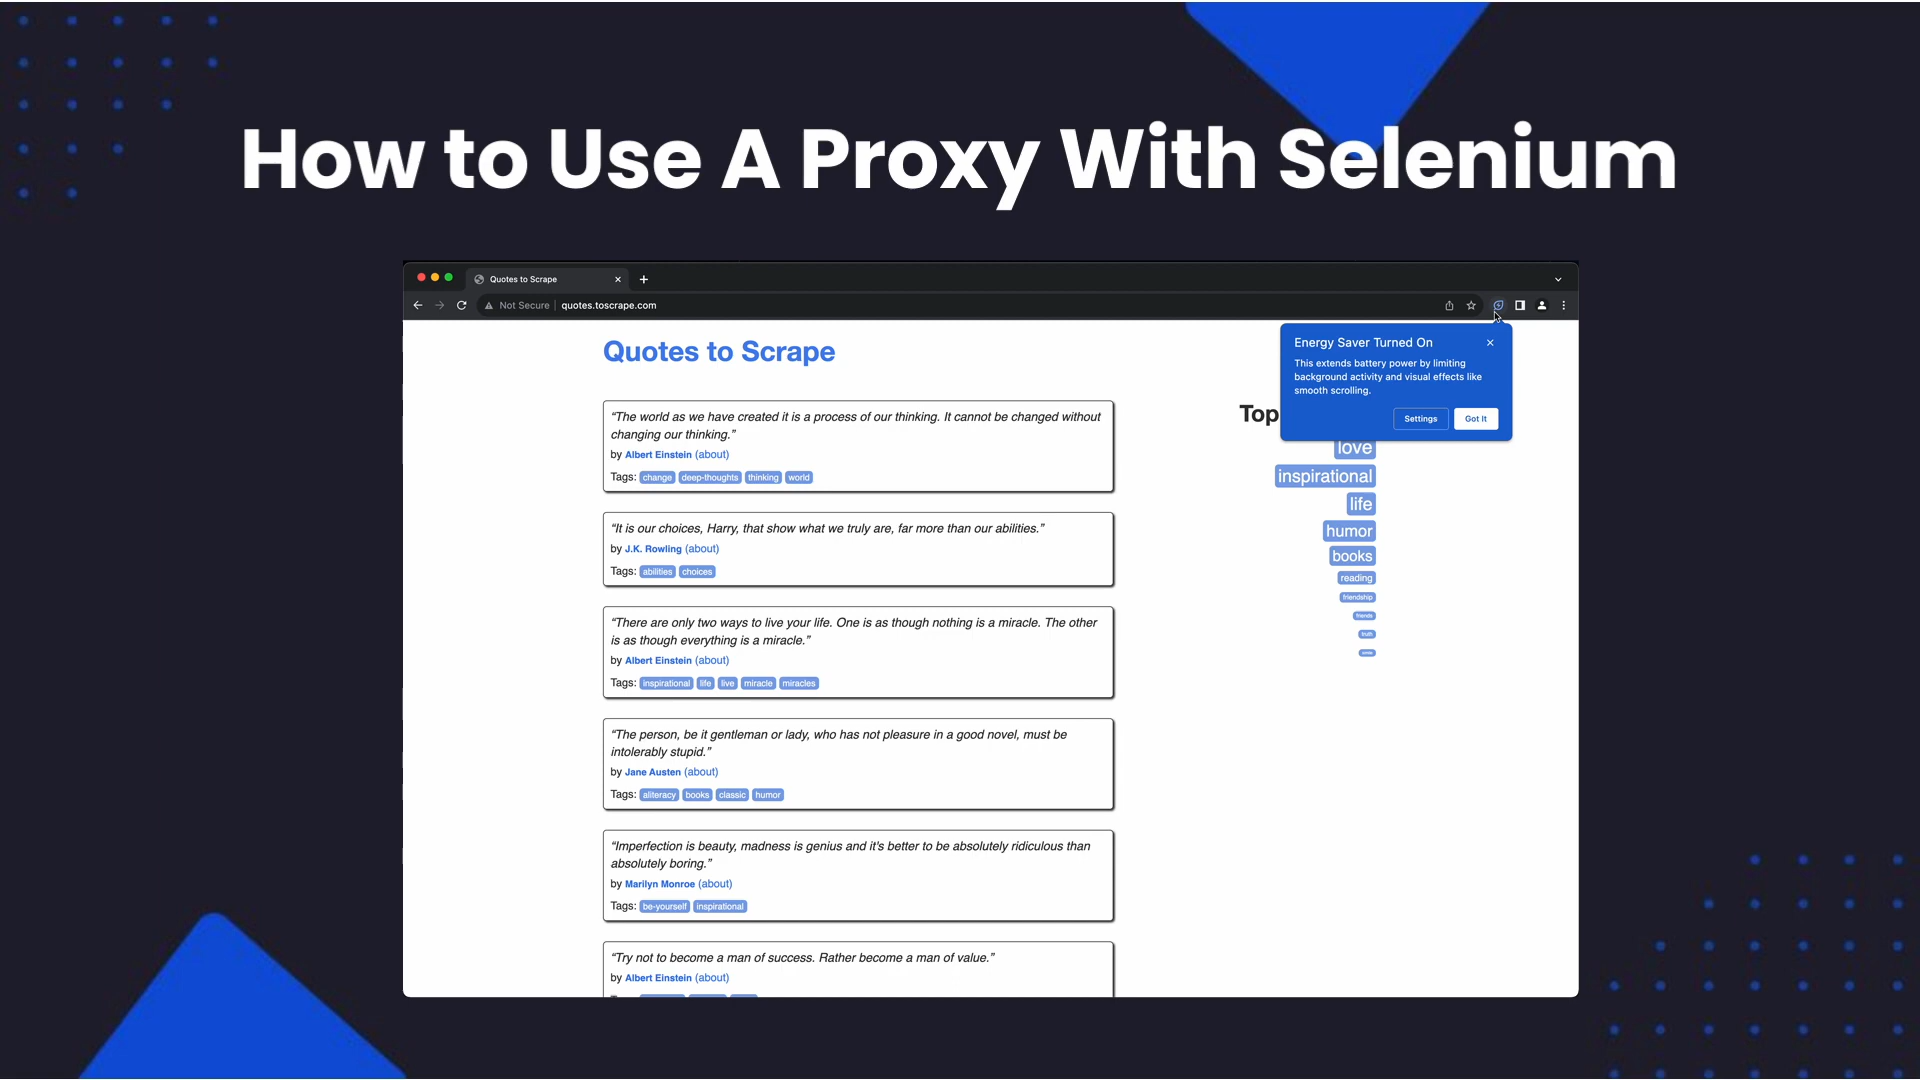 How to Use A Proxy With Selenium
Quotes to Scrape
Not Secure
quotes.toscrape.com
Quotes to Scrape
Energy Saver Turned On
This extends battery power by limiting
background activity and visual effects like
smooth scrolling.
Settings
Got It
“The world as we have created it is a process of our thinking. It cannot be changed without
changing our thinking.”
by Albert Einstein (about)
Tags: change deep-thoughts thinking world
“It is our choices, Harry, that show what we truly are, far more than our abilities.”
by J.K. Rowling (about)
Tags: abilities choices
“There are only two ways to live your life. One is as though nothing is a miracle. The other
is as though everything is a miracle.”
by Albert Einstein (about)
Tags: inspirational life live miracle miracles
“The person, be it gentleman or lady, who has not pleasure in a good novel, must be
intolerably stupid.”
by Jane Austen (about)
Tags: aliteracy books classic humor
“Imperfection is beauty, madness is genius and it's better to be absolutely ridiculous than
absolutely boring.”
by Marilyn Monroe (about)
Tags: be-yourself inspirational
“Try not to become a man of success. Rather become a man of value.”
by Albert Einstein (about)
Top
love
inspirational
life
humor
books
reading
friendship
friends
truth